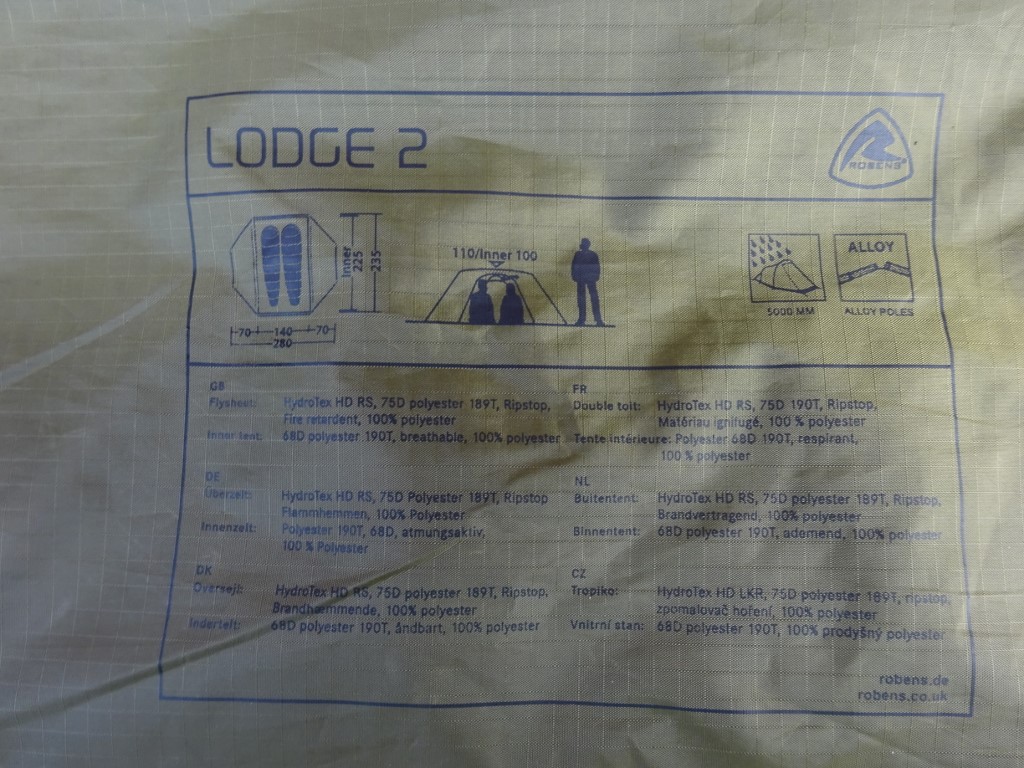 LODGE 2
ROBENS®
Inner
225
235
70 140 70
280
110/Inner 100
5000 MM
ALLOY
ALLOY POLES
GB
Flysheet: HydroTex HD RS, 75D polyester 189T, Ripstop,
Fire retardent, 100% polyester
Inner tent: 68D polyester 190T, breathable, 100% polyester
FR
Double toit: HydroTex HD RS, 75D 190T, Ripstop,
Matériau ignifugé, 100 % polyester
Tente intérieure: Polyester 68D 190T, respirant,
100 % polyester
DE
Überzelt: HydroTex HD RS, 75D Polyester 189T, Ripstop
Flammhemmen, 100% Polyester
Innenzelt: Polyester 190T, 68D, atmungsaktiv,
100 % Polyester
NL
Buitentent: HydroTex HD RS, 75D polyester 189T, Ripstop,
Brandvertragend, 100% polyester
Binnentent: 68D polyester 190T, ademend, 100% polyester
DK
Oversejl: HydroTex HD RS, 75D polyester 189T, Ripstop,
Brandhæmmende, 100% polyester
Indertelt: 68D polyester 190T, åndbart, 100% polyester
CZ
Tropiko: HydroTex HD LKR, 75D polyester 189T, ripstop,
zpomalovač hoření, 100% polyester
Vnitrní stan: 68D polyester 190T, 100% prodyšný polyester
robens.de
robens.co.uk